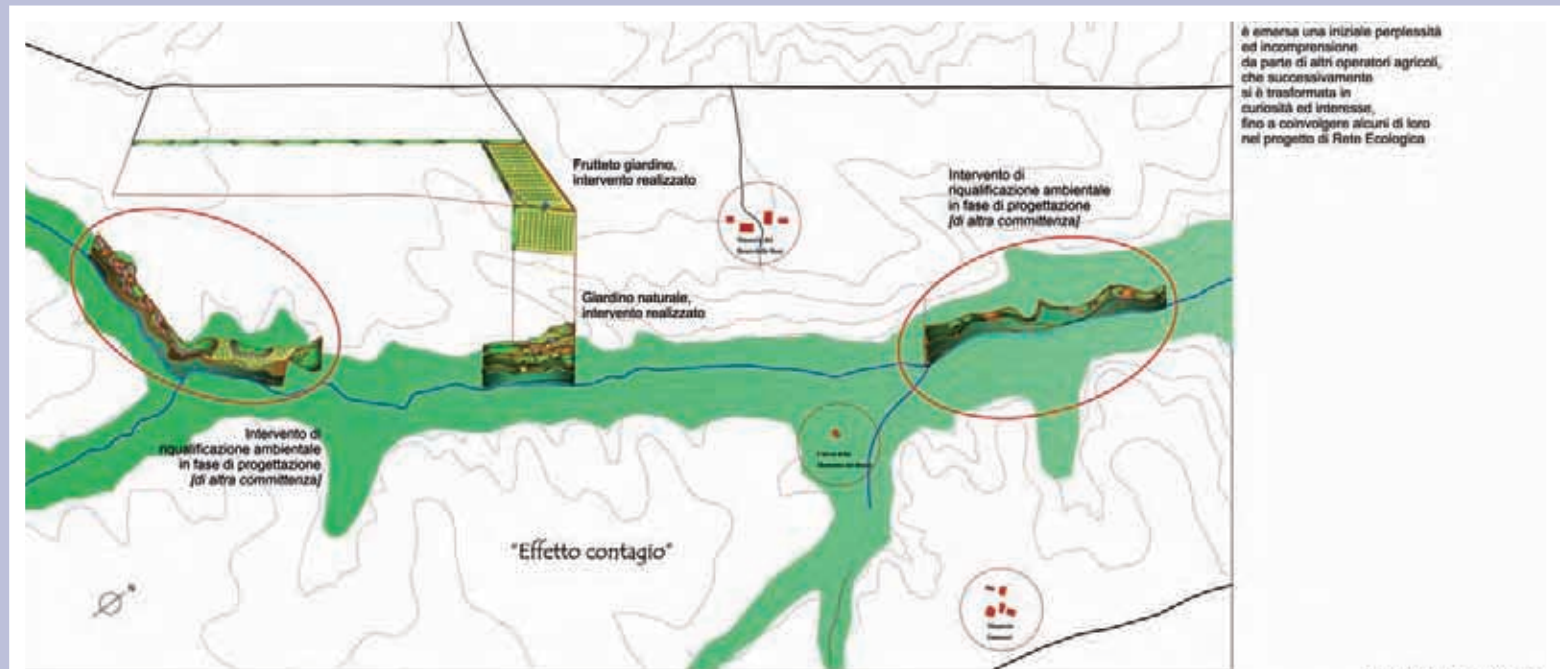 è emersa una iniziale perplessità
ed incomprensione
da parte di altri operatori agricoli,
che successivamente
si è trasformata in
curiosità ed interesse,
fino a coinvolgere alcuni di loro
nel progetto di Rete Ecologica
Frutteto giardino,
intervento realizzato
Intervento di
riqualificazione ambientale
in fase di progettazione
[di altra committenza]
Giardino naturale,
intervento realizzato
Intervento di
riqualificazione ambientale
in fase di progettazione
[di altra committenza]
"Effetto contagio"